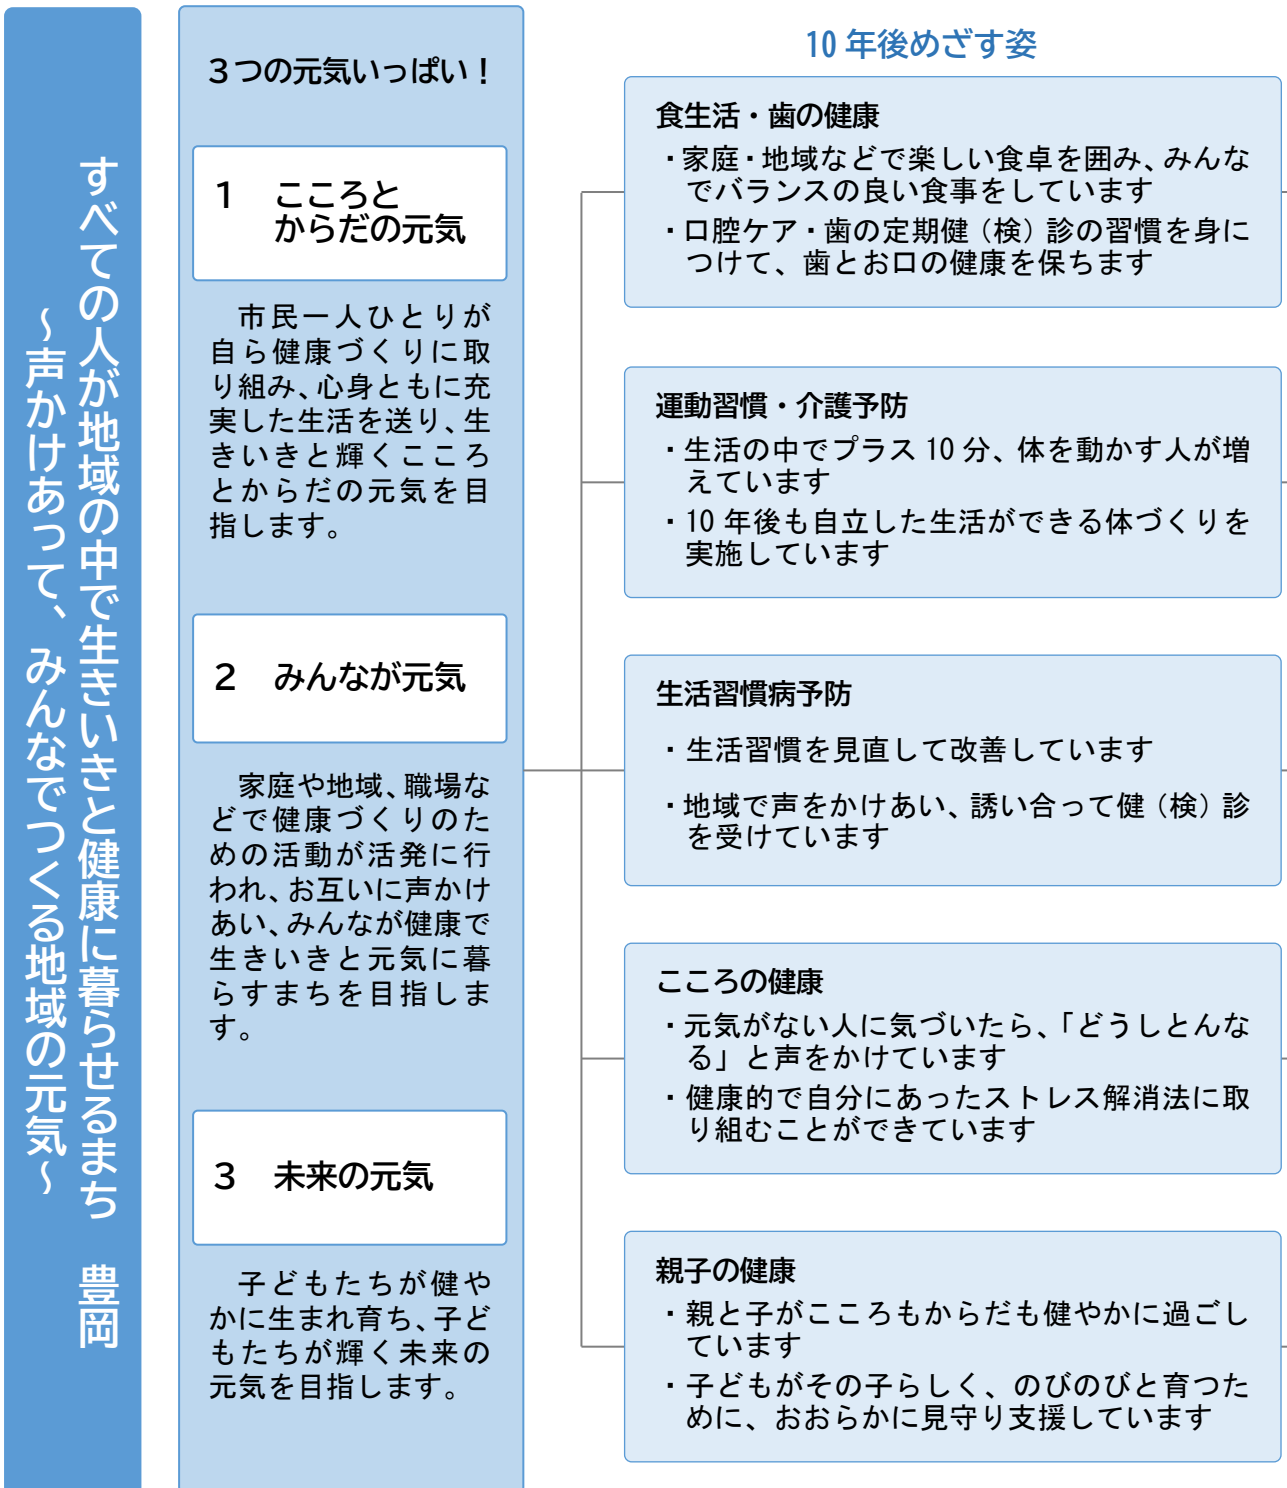 すべての人が地域の中で生きいきと健康に暮らせるまち　豊岡
～声かけあって、みんなでつくる地域の元気～
３つの元気いっぱい！
１　こころと
からだの元気
市民一人ひとりが
自ら健康づくりに取
り組み、心身ともに充
実した生活を送り、生
きいきと輝くこころ
とからだの元気を目
指します。
２　みんなが元気
家庭や地域、職場な
どで健康づくりのた
めの活動が活発に行
われ、お互いに声かけ
あい、みんなが健康で
生きいきと元気に暮
らすまちを目指しま
す。
３　未来の元気
子どもたちが健や
かに生まれ育ち、子ど
もたちが輝く未来の
元気を目指します。
10年後めざす姿
食生活・歯の健康
・家庭・地域などで楽しい食卓を囲み、みんな
でバランスの良い食事をしています
・口腔ケア・歯の定期健（検）診の習慣を身に
つけて、歯とお口の健康を保ちます
運動習慣・介護予防
・生活の中でプラス 10 分、体を動かす人が増
えています
・10 年後も自立した生活ができる体づくりを
実施しています
生活習慣病予防
・生活習慣を見直して改善しています
・地域で声をかけあい、誘い合って健（検）診
を受けています
こころの健康
・元気がない人に気づいたら、「どうしとんな
る」と声をかけています
・健康的で自分にあったストレス解消法に取
り組むことができています
親子の健康
・親と子がこころもからだも健やかに過ごし
ています
・子どもがその子らしく、のびのびと育つた
めに、おおらかに見守り支援しています